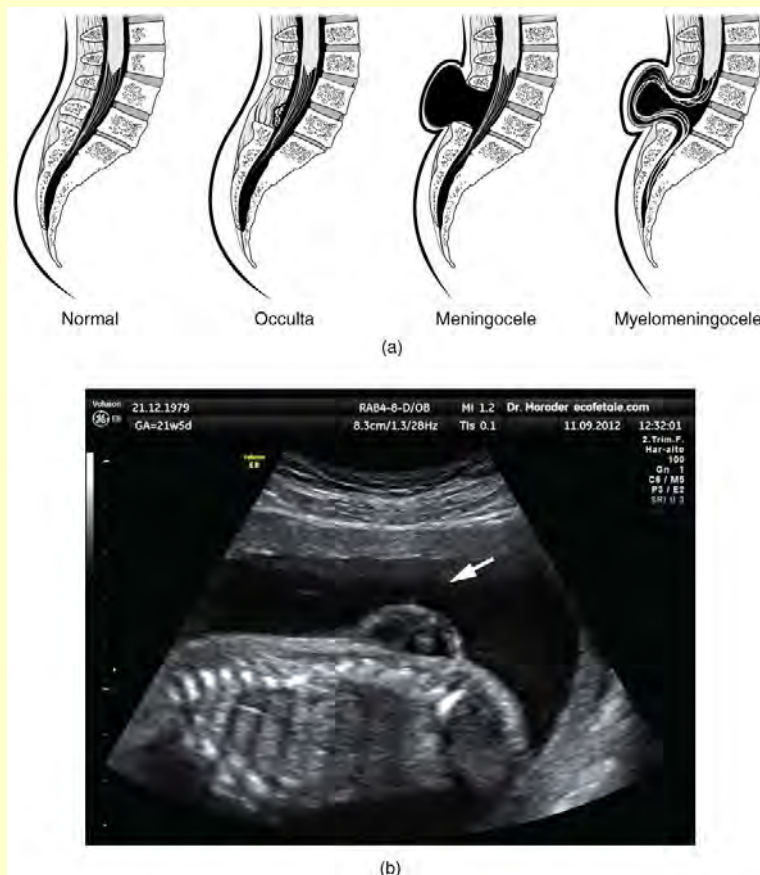 Normal Occulta Meningocele Myelomeningocele
(a)
Voluson 21.12.1979 RAB4-8-D/OB MI 1.2 Dr. Moroder ecofetale.com
E8 GA=21w5d 8.3cm/1.3/28Hz TIs 0.1 11.09.2012 12:32:01
2.Trim.F.
Har-alto
100
Gn 1
C6 / M5
P3 / E2
SRI II 3
Voluson
E8
(b)